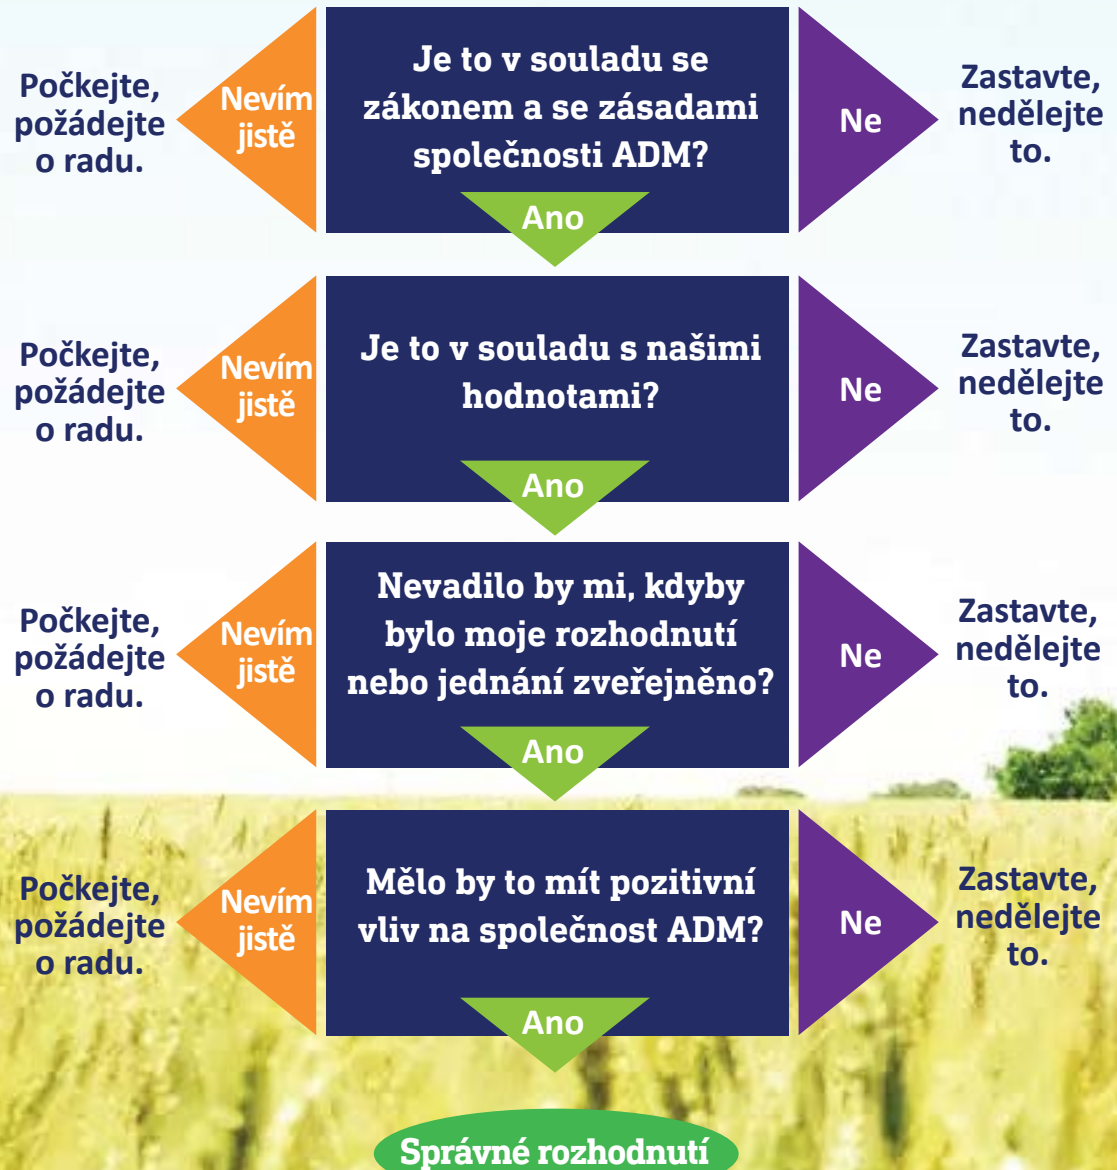 Počkejte,
požádejte
o radu.
Nevím
jistě
Je to v souladu se
zákonem a se zásadami
společnosti ADM?
Ano
Ne
Zastavte,
nedělejte
to.
Počkejte,
požádejte
o radu.
Nevím
jistě
Je to v souladu s našimi
hodnotami?
Ano
Ne
Zastavte,
nedělejte
to.
Počkejte,
požádejte
o radu.
Nevím
jistě
Nevadilo by mi, kdyby
bylo moje rozhodnutí
nebo jednání zveřejněno?
Ano
Ne
Zastavte,
nedělejte
to.
Počkejte,
požádejte
o radu.
Nevím
jistě
Mělo by to mít pozitivní
vliv na společnost ADM?
Ano
Ne
Zastavte,
nedělejte
to.
Správné rozhodnutí